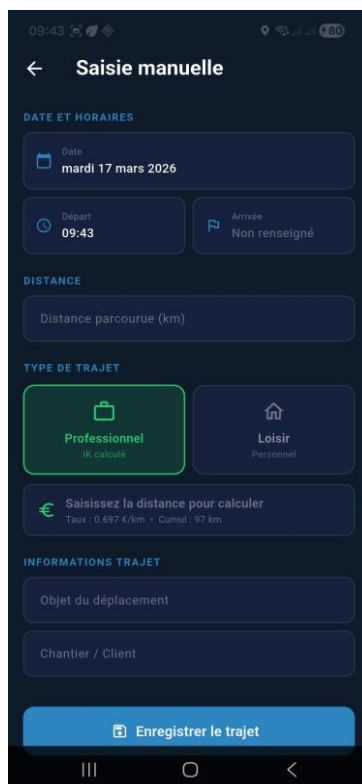 09:43
80
Saisie manuelle
DATE ET HORAIRES
Date
mardi 17 mars 2026
Départ
09:43
Arrivée
Non renseigné
DISTANCE
Distance parcourue (km)
TYPE DE TRAJET
Professionnel
IK calculé
Loisir
Personnel
€
Saisissez la distance pour calculer
Taux : 0.697 €/km • Cumul : 97 km
INFORMATIONS TRAJET
Objet du déplacement
Chantier / Client
Enregistrer le trajet